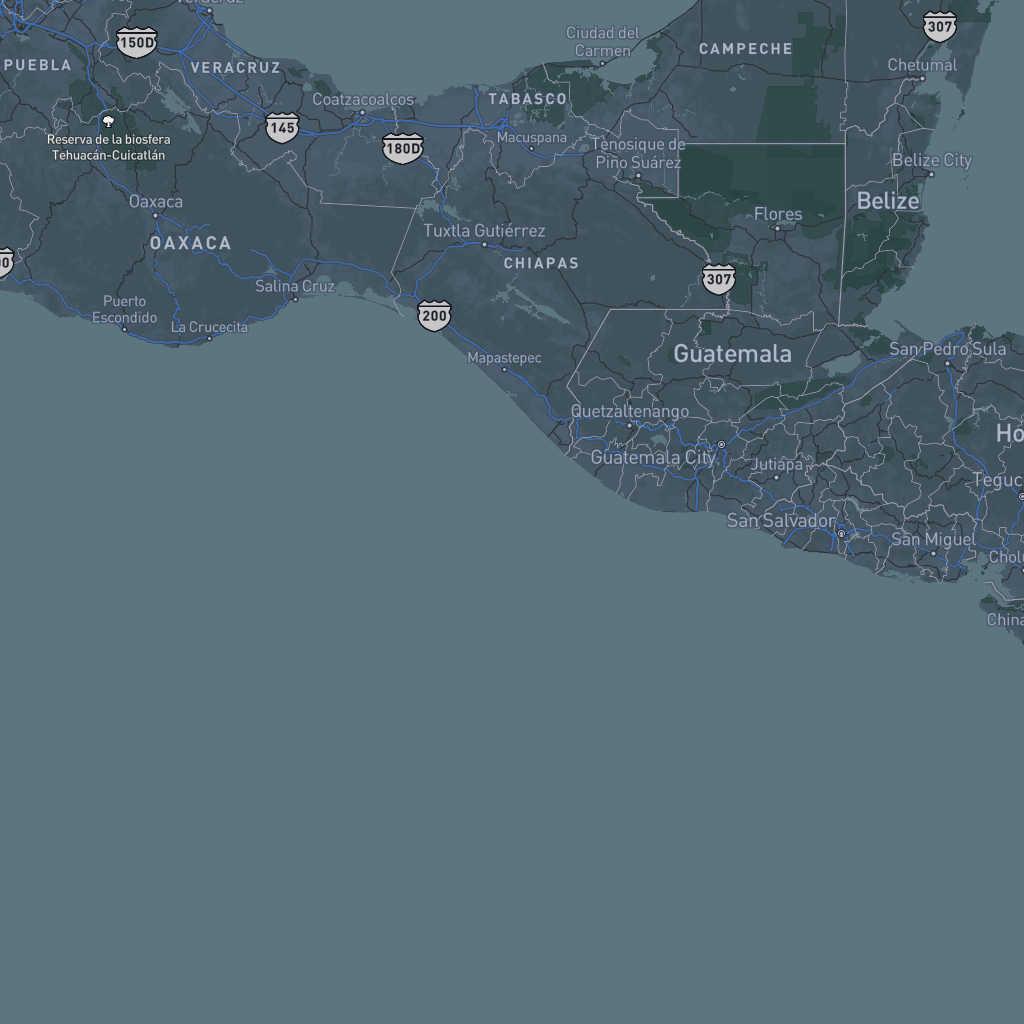 Veracruz
307
150D
Ciudad del
Carmen
CAMPECHE
PUEBLA
VERACRUZ
Chetumal
Coatzacoalcos
TABASCO
145
180D
Macuspana
Reserva de la biosfera
Tehuacán-Cuicatlán
Tenosique de
Pino Suárez
Belize City
Oaxaca
Belize
Flores
OAXACA
Tuxtla Gutiérrez
CHIAPAS
307
Salina Cruz
Puerto
Escondido
200
La Crucecita
Mapastepec
Guatemala
San Pedro Sula
Quetzaltenango
Ho
Guatemala City
Jutiapa
Teguc
San Salvador
San Miguel
Cholu
China